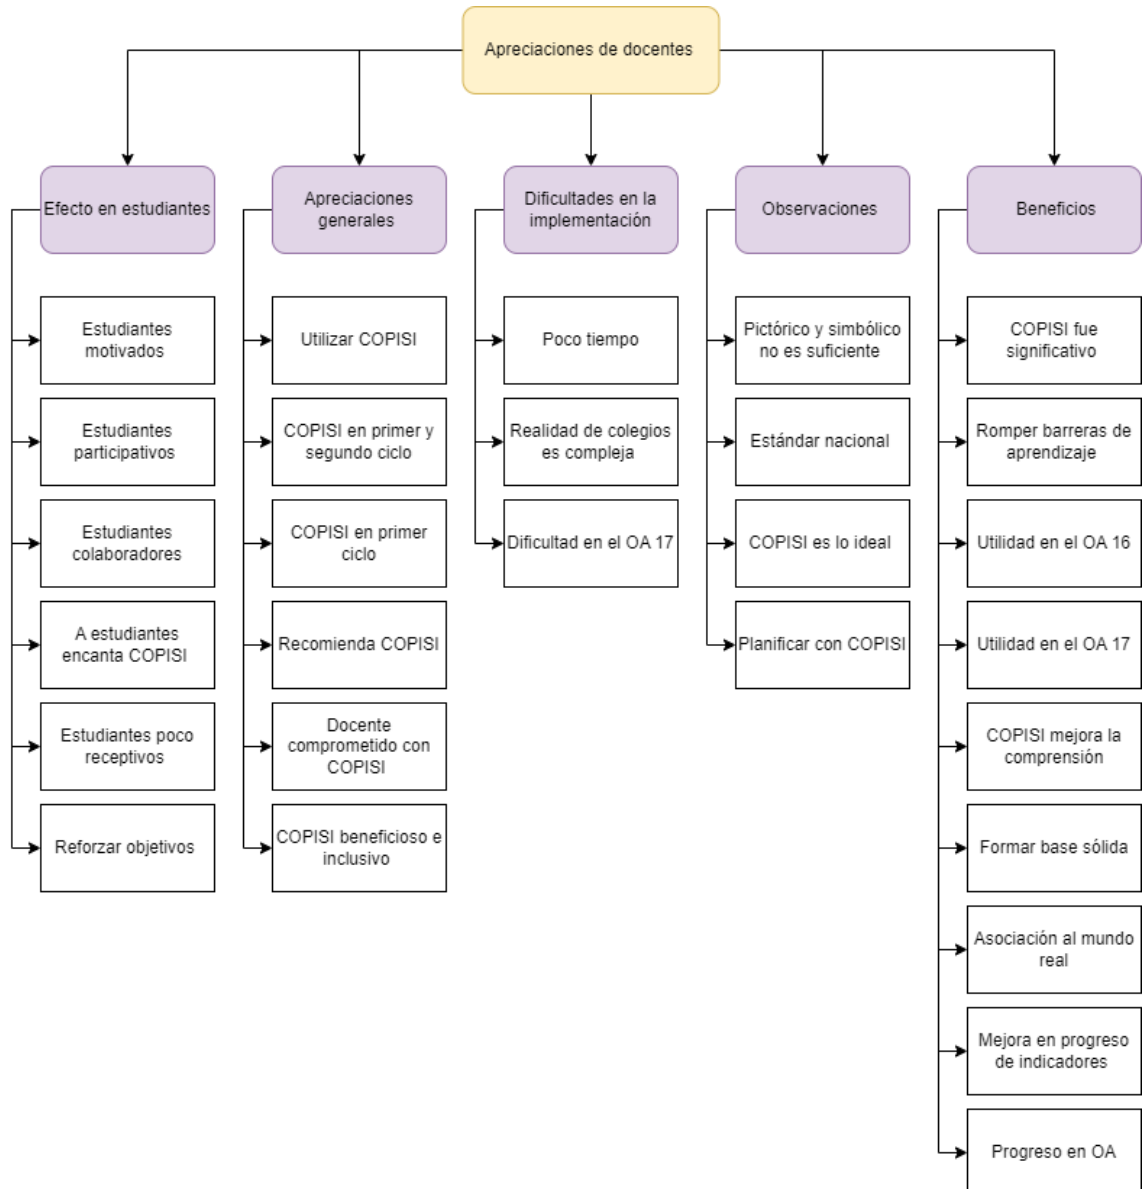 Apreciaciones de docentes
Efecto en estudiantes
Apreciaciones
generales
Dificultades en la
implementación
Observaciones
Beneficios
Estudiantes
motivados
Estudiantes
participativos
Estudiantes
colaboradores
A estudiantes
encanta COPISI
Estudiantes poco
receptivos
Reforzar objetivos
Utilizar COPISI
COPISI en primer y
segundo ciclo
COPISI en primer
ciclo
Recomienda COPISI
Docente
comprometido con
COPISI
COPISI beneficioso e
inclusivo
Poco tiempo
Realidad de colegios
es compleja
Dificultad en el OA 17
Pictórico y simbólico
no es suficiente
Estándar nacional
COPISI es lo ideal
Planificar con COPISI
COPISI fue
significativo
Romper barreras de
aprendizaje
Utilidad en el OA 16
Utilidad en el OA 17
COPISI mejora la
comprensión
Formar base sólida
Asociación al mundo
real
Mejora en progreso
de indicadores
Progreso en OA